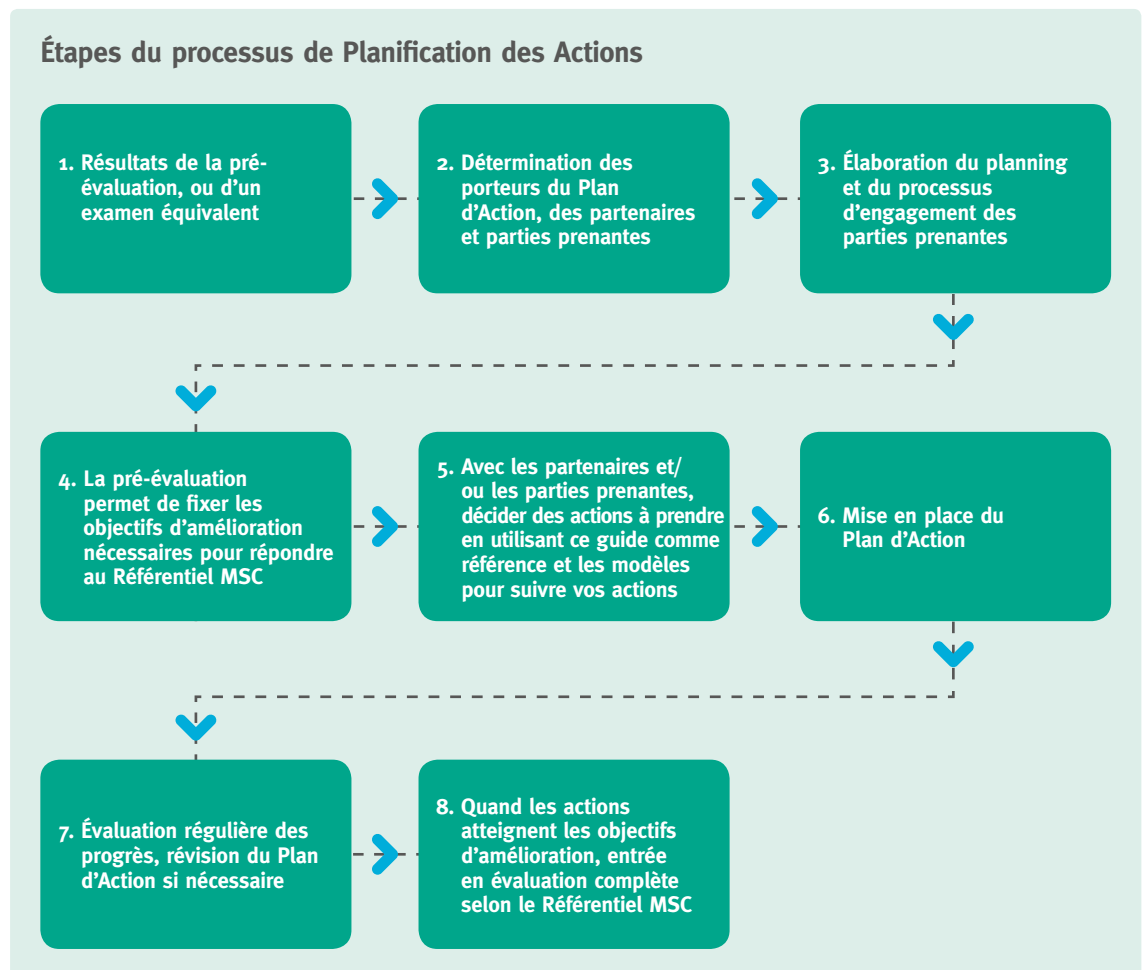 Étapes du processus de Planification des Actions
1. Résultats de la pré-
évaluation, ou d’un
examen équivalent
2. Détermination des
porteurs du Plan
d’Action, des partenaires
et parties prenantes
3. Élaboration du planning
et du processus
d’engagement des
parties prenantes
4. La pré-évaluation
permet de fixer les
objectifs d’amélioration
nécessaires pour répondre
au Référentiel MSC
5. Avec les partenaires et/
ou les parties prenantes,
décider des actions à prendre
en utilisant ce guide comme
référence et les modèles
pour suivre vos actions
6. Mise en place du
Plan d’Action
7. Évaluation régulière des
progrès, révision du Plan
d’Action si nécessaire
8. Quand les actions
atteignent les objectifs
d’amélioration, entrée
en évaluation complète
selon le Référentiel MSC